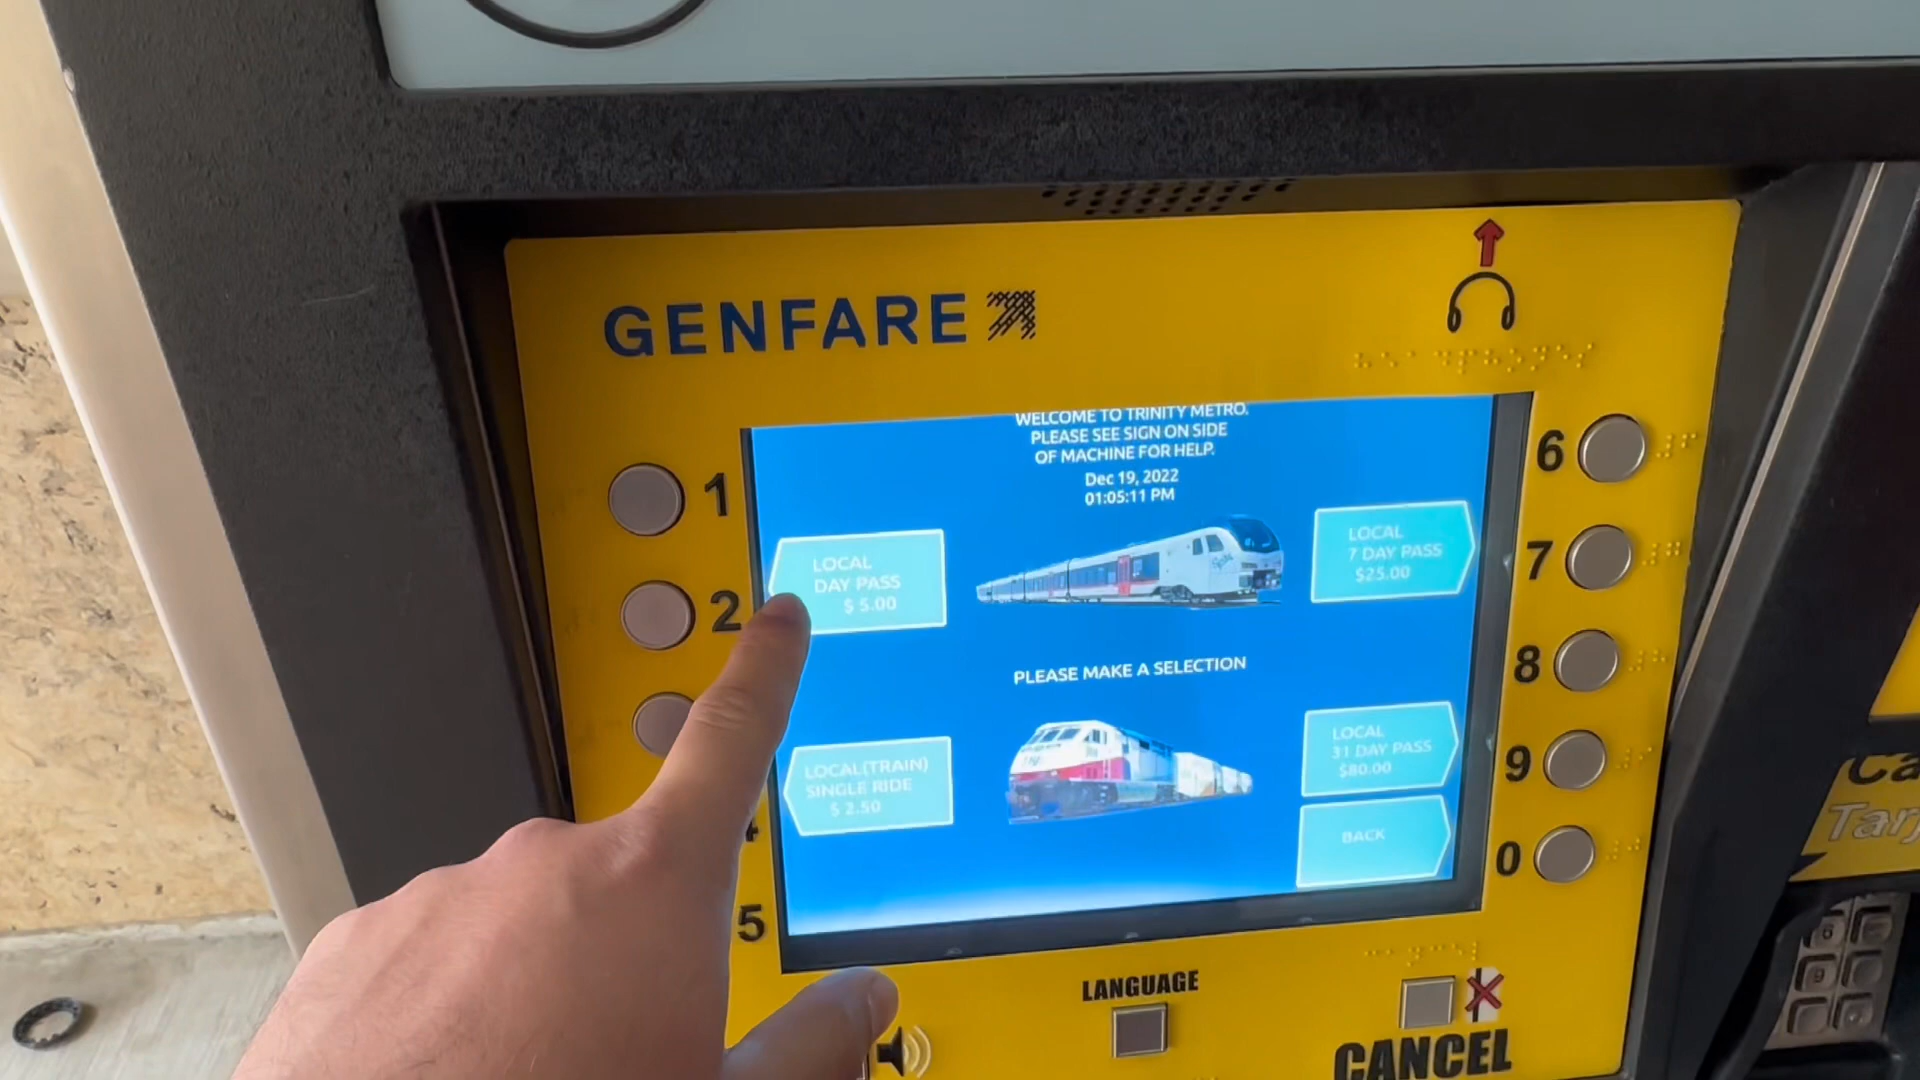 GENFARE
WELCOME TO TRINITY METRO.
PLEASE SEE SIGN ON SIDE
OF MACHINE FOR HELP.
Dec 19, 2022
01:05:11 PM
LOCAL
DAY PASS
$ 5.00
LOCAL
7 DAY PASS
$25.00
PLEASE MAKE A SELECTION
LOCAL(TRAIN)
SINGLE RIDE
$ 2.50
LOCAL
31 DAY PASS
$80.00
BACK
1
2
4
5
6
7
8
9
0
LANGUAGE
CANCEL